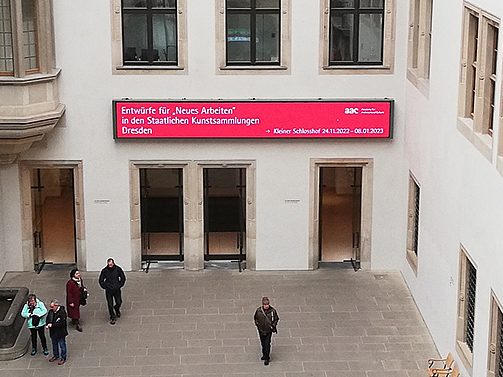 Entwürfe für „Neues Arbeiten“
in den Staatlichen Kunstsammlungen
Dresden
→ Kleiner Schlosshof 24.11.2022 – 08.01.2023
aac